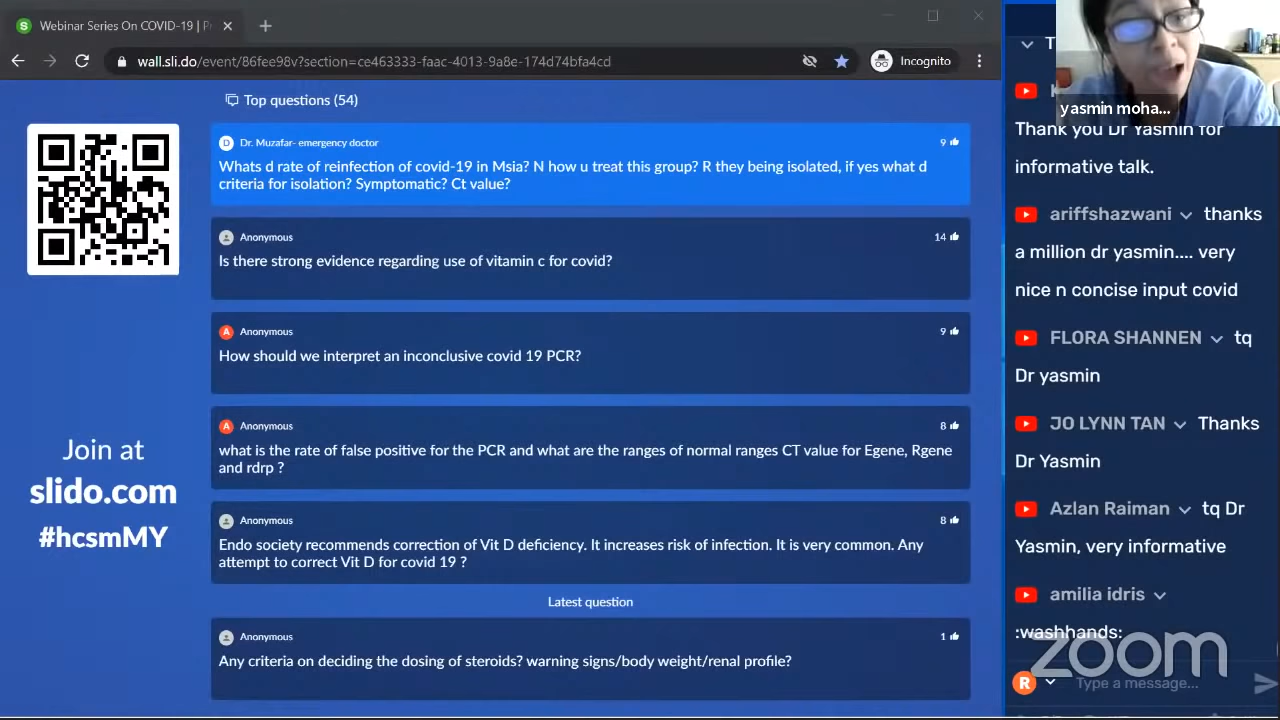 Webinar Series On COVID-19 | P
wall.sli.do/event/86fee98v?section=ce463333-faac-4013-9a8e-174d74bfa4cd
Incognito
Top questions (54)
D Dr. Muzafar- emergency doctor 9
Whats d rate of reinfection of covid-19 in Msia? N how u treat this group? R they being isolated, if yes what d
criteria for isolation? Symptomatic? Ct value?
Anonymous 14
Is there strong evidence regarding use of vitamin c for covid?
A Anonymous 9
How should we interpret an inconclusive covid 19 PCR?
A Anonymous 8
what is the rate of false positive for the PCR and what are the ranges of normal ranges CT value for Egene, Rgene
and rdrp ?
Anonymous 8
Endo society recommends correction of Vit D deficiency. It increases risk of infection. It is very common. Any
attempt to correct Vit D for covid 19 ?
Latest question
Anonymous 1
Any criteria on deciding the dosing of steroids? warning signs/body weight/renal profile?
Join at
slido.com
#hcsmMY
yasmin moha...
Thank you Dr Yasmin for
informative talk.
ariffshazwani thanks
a million dr yasmin.... very
nice n concise input covid
FLORA SHANNEN tq
Dr yasmin
JO LYNN TAN Thanks
Dr Yasmin
Azlan Raiman tq Dr
Yasmin, very informative
amilia idris
:washhands:
zoom
R Type a message...